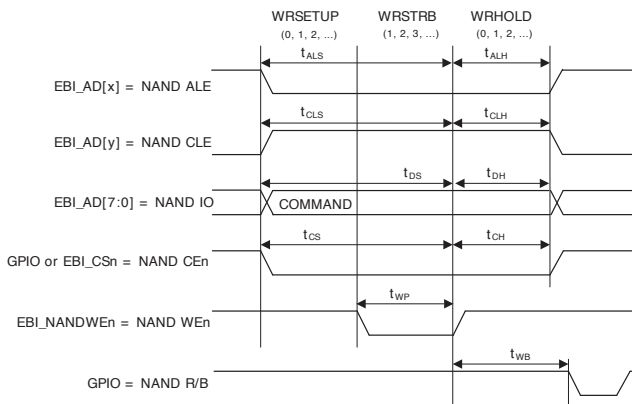 WRSETUP WRSTRB WRHOLD
(0, 1, 2, ...) (1, 2, 3, ...) (0, 1, 2, ...)
tALS tALH
EBI_AD[x] = NAND ALE
tCLS tCLH
EBI_AD[y] = NAND CLE
tDS tDH
EBI_AD[7:0] = NAND IO COMMAND
tCS tCH
GPIO or EBI_CSn = NAND CEn
tWP
EBI_NANDWEn = NAND WEn
tWB
GPIO = NAND R/B